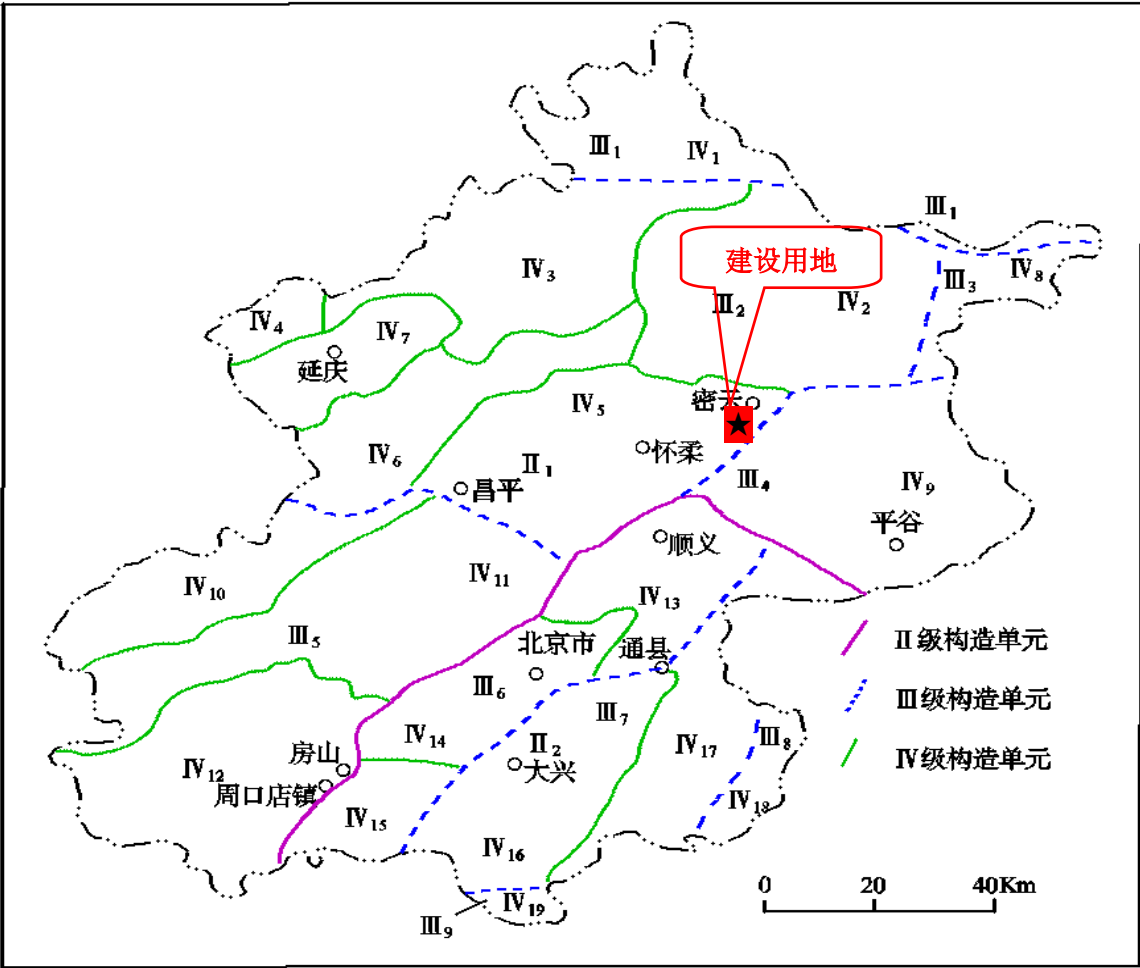 Ⅲ₁
Ⅳ₁
Ⅲ₁
建设用地
Ⅳ₃
Ⅲ₂
Ⅳ₂
Ⅲ₃
Ⅳ₈
Ⅳ₄
Ⅳ₇
延庆
Ⅳ₅
密云
怀柔
Ⅳ₆
Ⅱ₁
昌平
Ⅲ₄
Ⅳ₉
平谷
顺义
Ⅳ₁₀
Ⅳ₁₁
Ⅳ₁₃
Ⅲ₅
北京市
通县
Ⅲ₆
Ⅲ₇
Ⅱ级构造单元
Ⅲ级构造单元
Ⅳ级构造单元
Ⅳ₁₄
Ⅱ₂
大兴
Ⅳ₁₇
Ⅲ₈
房山
Ⅳ₁₂
周口店镇
Ⅳ₁₅
Ⅳ₁₈
Ⅳ₁₆
Ⅳ₁₉
Ⅲ₉
0 20 40Km